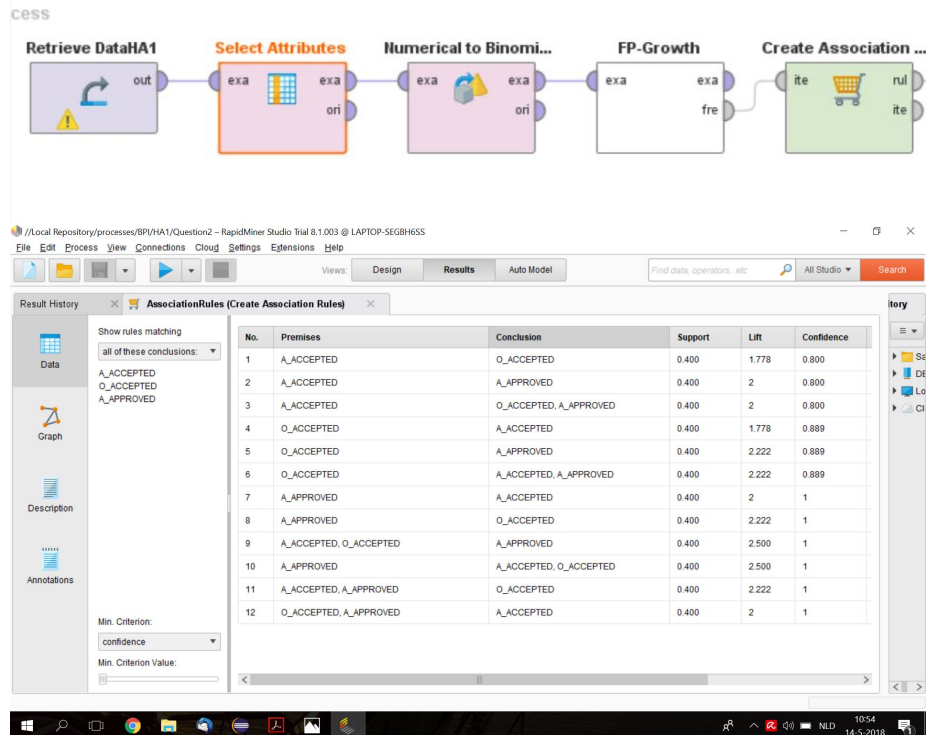 cess
Retrieve DataHA1 Select Attributes Numerical to Binomi... FP-Growth Create Association ...
out exa exa exa exa exa exa ite rul
ori ori fre ite
//Local Repository/processes/BPI/HA1/Question2 – RapidMiner Studio Trial 8.1.003 @ LAPTOP-SEGBH6SS
File Edit Process View Connections Cloud Settings Extensions Help
Views: Design Results Auto Model Find data, operators...etc All Studio Search
Result History AssociationRules (Create Association Rules) itory
Data
Graph
Description
Annotations
Show rules matching
all of these conclusions:
A_ACCEPTED
O_ACCEPTED
A_APPROVED
Min. Criterion:
confidence
Min. Criterion Value:
No. Premises Conclusion Support Lift Confidence
1 A_ACCEPTED O_ACCEPTED 0.400 1.778 0.800
2 A_ACCEPTED A_APPROVED 0.400 2 0.800
3 A_ACCEPTED O_ACCEPTED, A_APPROVED 0.400 2 0.800
4 O_ACCEPTED A_ACCEPTED 0.400 1.778 0.889
5 O_ACCEPTED A_APPROVED 0.400 2.222 0.889
6 O_ACCEPTED A_ACCEPTED, A_APPROVED 0.400 2.222 0.889
7 A_APPROVED A_ACCEPTED 0.400 2 1
8 A_APPROVED O_ACCEPTED 0.400 2.222 1
9 A_ACCEPTED, O_ACCEPTED A_APPROVED 0.400 2.500 1
10 A_APPROVED A_ACCEPTED, O_ACCEPTED 0.400 2.500 1
11 A_ACCEPTED, A_APPROVED O_ACCEPTED 0.400 2.222 1
12 O_ACCEPTED, A_APPROVED A_ACCEPTED 0.400 2 1
Sa
DE
Lo
Cl
NLD
10:54
14-5-2018